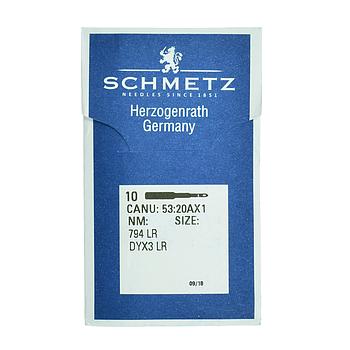 SCHMETZ
NEEDLES SINCE 1851
Herzogenrath
Germany
10
CANU: 53:20AX1
NM: SIZE:
794 LR
DYX3 LR
09/18